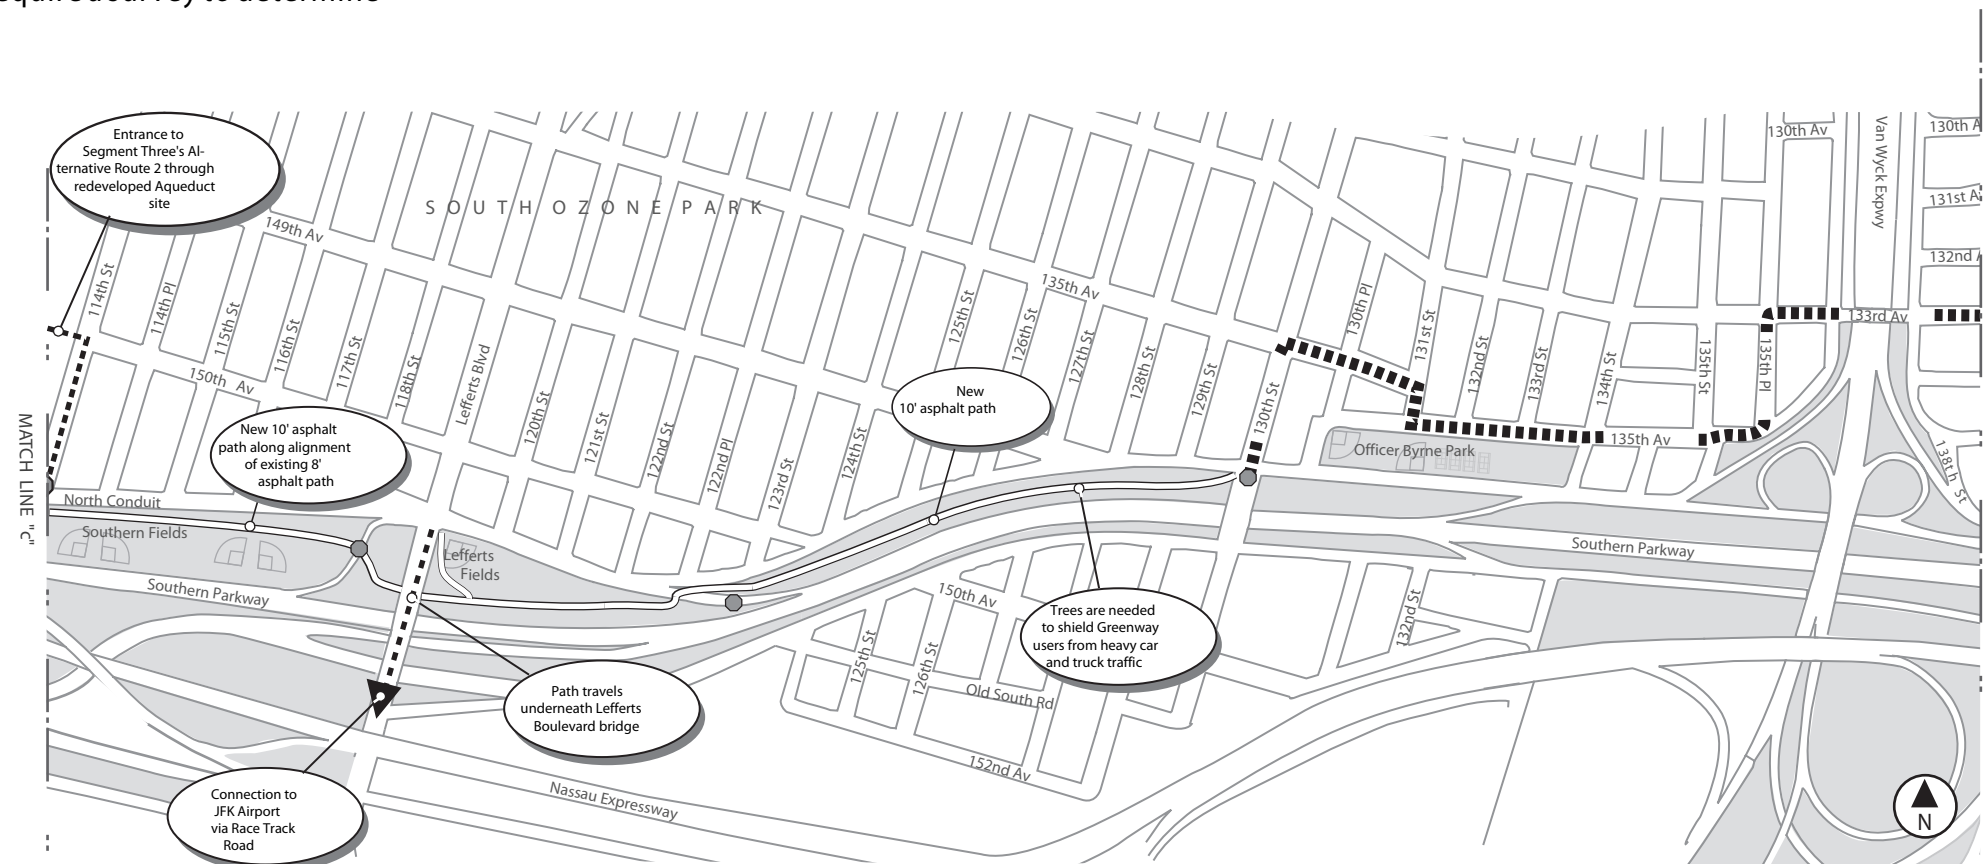 Entrance to
Segment Three's Al-
ternative Route 2 through
redeveloped Aqueduct
site
SOUTH OZONE PARK
130th Av
Van Wyck Expwy
130th A
131st A
132nd
149th Av
114th St
114th Pl
115th St
116th St
117th St
118th St
Lefferts Blvd
120th St
121st St
122nd St
122nd Pl
123rd St
124th St
125th St
126th St
127th St
128th St
129th St
130th St
130th Pl
131st St
132nd St
133rd St
134th St
135th St
135th Pl
133rd Av
135th Av
150th Av
135th Av
138th St
New
10' asphalt path
New 10' asphalt
path along alignment
of existing 8'
asphalt path
Officer Byrne Park
MATCH LINE "c"
North Conduit
Southern Fields
Lefferts
Fields
Southern Parkway
Southern Parkway
150th Av
125th St
126th St
132nd St
Old South Rd
152nd Av
Trees are needed
to shield Greenway
users from heavy car
and truck traffic
Path travels
underneath Lefferts
Boulevard bridge
Connection to
JFK Airport
via Race Track
Road
Nassau Expressway
N